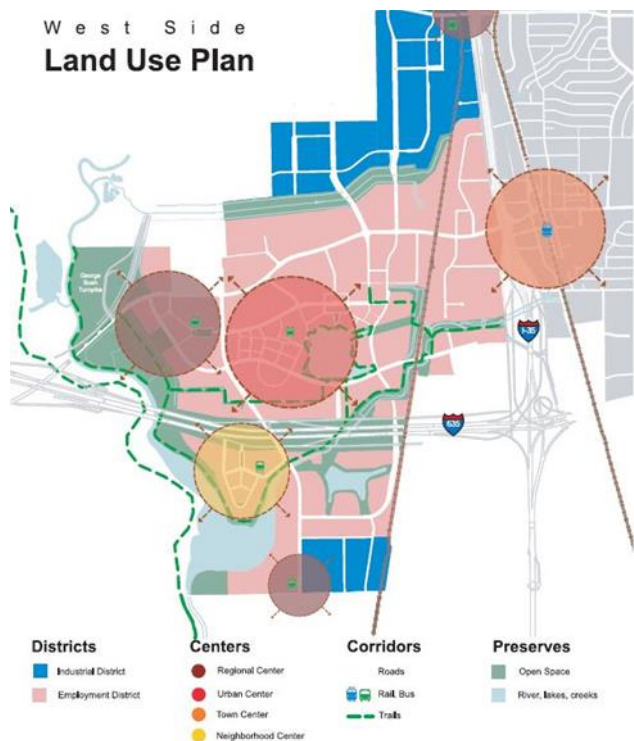 West Side
Land Use Plan
George
Bush
Turnpike
I-35
635
Districts
Industrial District
Employment District
Centers
Regional Center
Urban Center
Town Center
Neighborhood Center
Corridors
Roads
Rail, Bus
Trails
Preserves
Open Space
River, lakes, creeks